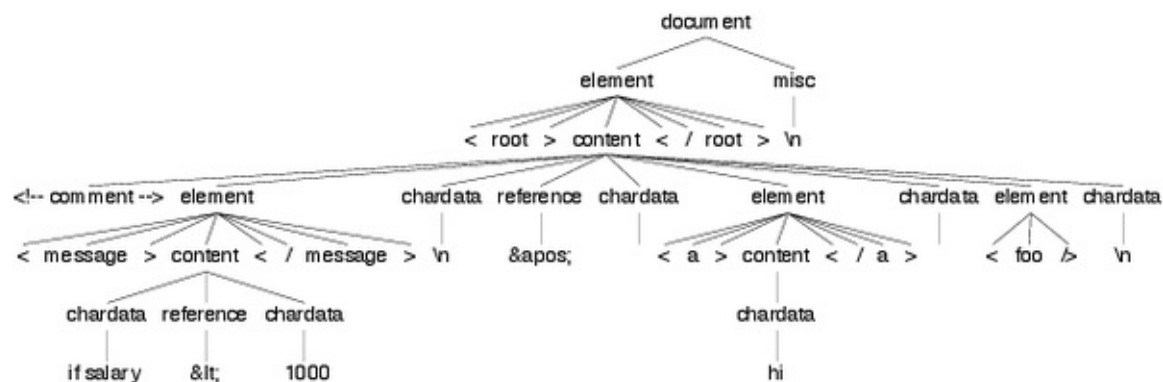 document
element misc
< root > content < / root > \n
<!-- comment --> element chardata reference chardata element chardata element chardata
< message > content < / message > \n &apos; < a > content < / a > < foo /> \n
chardata reference chardata chardata
if salary &lt; 1000 hi